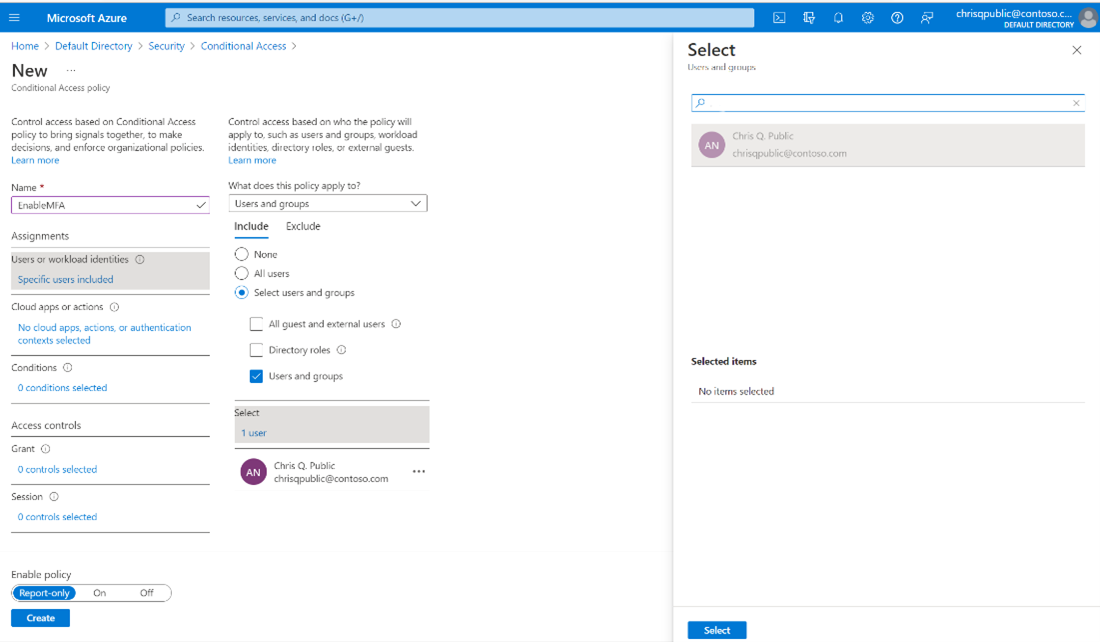 Microsoft Azure
Search resources, services, and docs (G+/)
chrisqpublic@contoso.c...
DEFAULT DIRECTORY
Home > Default Directory > Security > Conditional Access >
New ...
Conditional Access policy
Control access based on Conditional Access
policy to bring signals together, to make
decisions, and enforce organizational policies.
Learn more
Name *
EnableMFA
Assignments
Users or workload identities
Specific users included
Cloud apps or actions
No cloud apps, actions, or authentication
contexts selected
Conditions
0 conditions selected
Access controls
Grant
0 controls selected
Session
0 controls selected
Enable policy
Report-only On Off
Create
Control access based on who the policy will
apply to, such as users and groups, workload
identities, directory roles, or external guests.
Learn more
What does this policy apply to?
Users and groups
Include Exclude
None
All users
Select users and groups
All guest and external users
Directory roles
Users and groups
Select
1 user
AN
Chris Q. Public
chrisqpublic@contoso.com
Select
Users and groups
AN
Chris Q. Public
chrisqpublic@contoso.com
Selected items
No items selected
Select